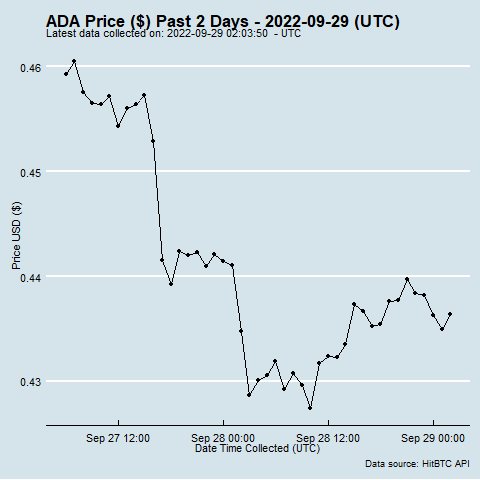 ADA Price ($) Past 2 Days - 2022-09-29 (UTC)
Latest data collected on: 2022-09-29 02:03:50 - UTC
0.46
0.45
0.44
0.43
Price USD ($)
Sep 27 12:00
Sep 28 00:00
Sep 28 12:00
Sep 29 00:00
Date Time Collected (UTC)
Data source: HitBTC API